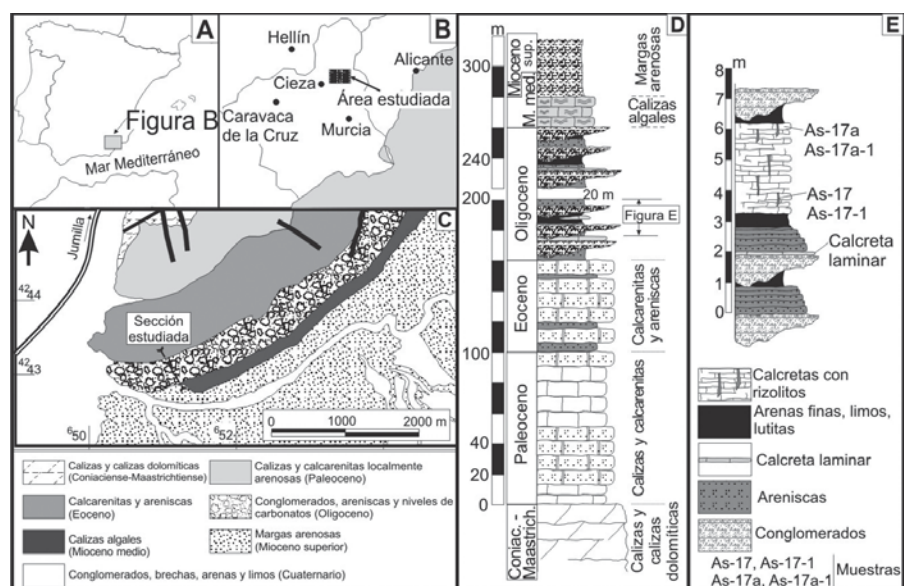 A
Figura B
Mar Mediterráneo
B
Hellín
Alicante
Cieza
Área estudiada
Caravaca
de la Cruz
Murcia
C
N
Jumilla
42
44
Sección
estudiada
42
43
0 1000 2000 m
6 50
6 52
Calizas y calizas dolomíticas
(Coniaciense-Maastrichtiense)
Calizas y calcarenitas localmente
arenosas (Paleoceno)
Calcarenitas y areniscas
(Eoceno)
Conglomerados, areniscas y niveles de
carbonatos (Oligoceno)
Calizas algales
(Mioceno medio)
Margas arenosas
(Mioceno superior)
Conglomerados, brechas, arenas y limos (Cuaternario)
D
m
300
240
200
100
40
20
0
Mioceno
sup.
M. med.
Oligoceno
Eoceno
Paleoceno
Coniac.-
Maastrich.
20 m
Figura E
Margas
arenosas
Calizas
algales
Calcarenitas
y areniscas
Calizas y calcarenitas
Calizas y
calizas
dolomíticas
E
m
8
7
6
5
4
3
2
1
0
As-17a
As-17a-1
As-17
As-17-1
Calcreta
laminar
Calcretas con
rizolitos
Arenas finas, limos,
lutitas
Calcreta laminar
Areniscas
Conglomerados
As-17, As-17-1
As-17a, As-17a-1
Muestras